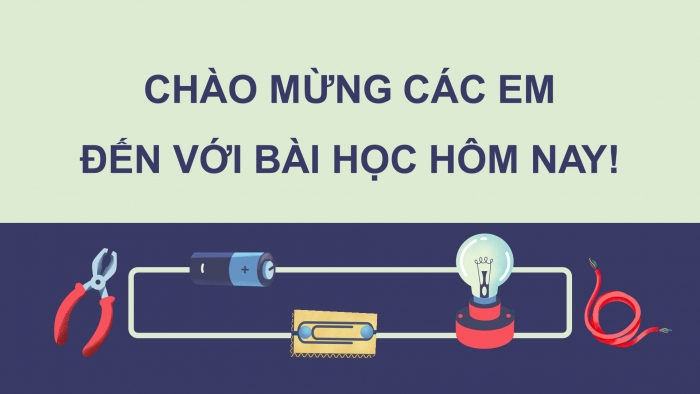 CHÀO MỪNG CÁC EM
ĐẾN VỚI BÀI HỌC HÔM NAY!